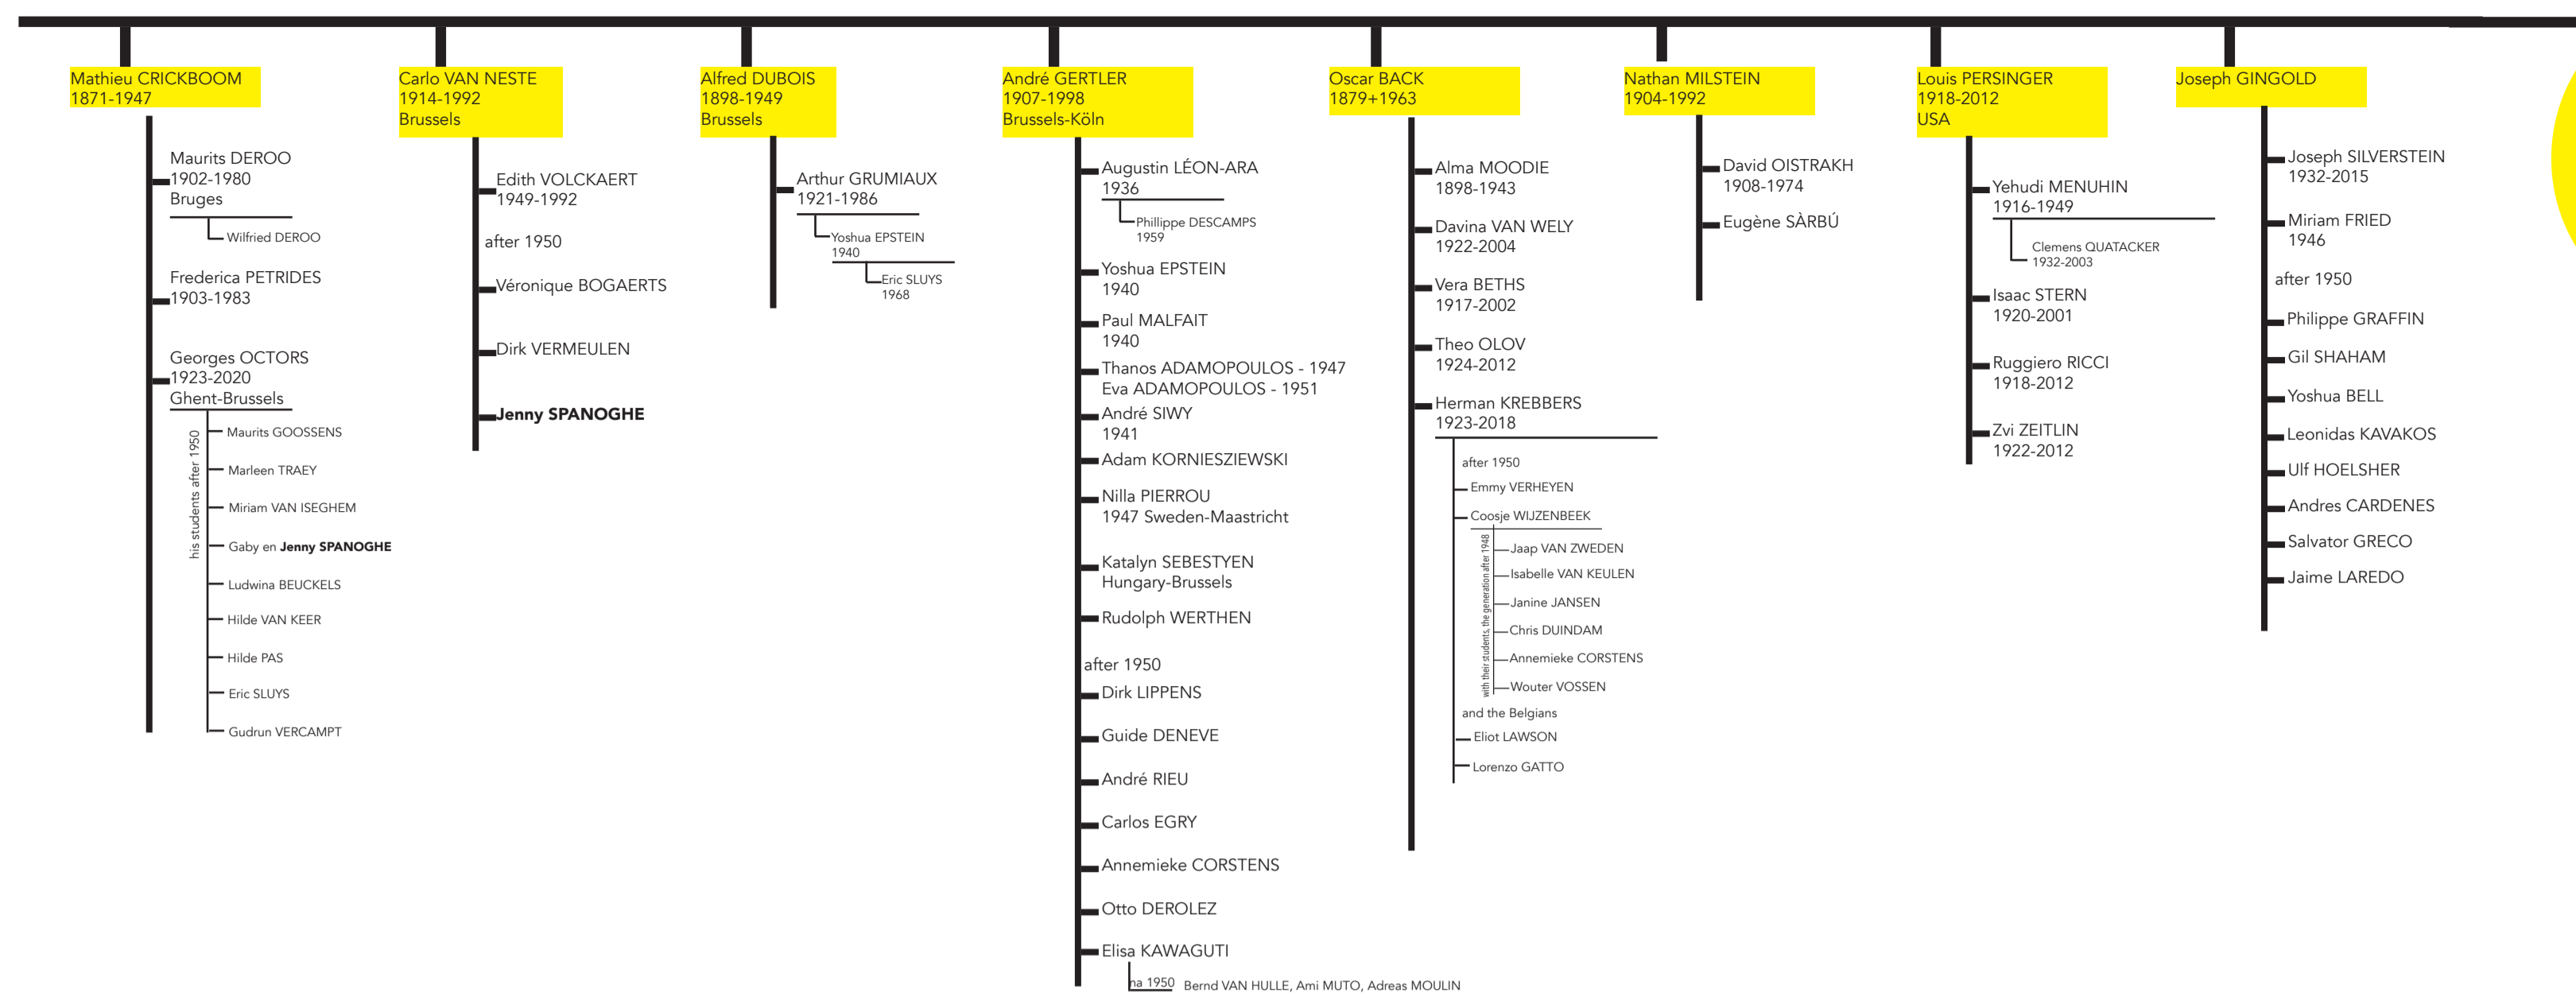 Mathieu CRICKBOOM
1871-1947
Maurits DEROO
1902-1980
Bruges
Wilfried DEROO
Frederica PETRIDES
1903-1983
Georges OCTORS
1923-2020
Ghent-Brussels
his students after 1950
Maurits GOOSSENS
Marleen TRAEY
Miriam VAN ISEGHEM
Gaby en Jenny SPANOGHE
Ludwina BEUCKELS
Hilde VAN KEER
Hilde PAS
Eric SLUYS
Gudrun VERCAMPT
Carlo VAN NESTE
1914-1992
Brussels
Edith VOLCKAERT
1949-1992
after 1950
Véronique BOGAERTS
Dirk VERMEULEN
Jenny SPANOGHE
Alfred DUBOIS
1898-1949
Brussels
Arthur GRUMIAUX
1921-1986
Yoshua EPSTEIN
1940
Eric SLUYS
1968
André GERTLER
1907-1998
Brussels-Köln
Augustin LÉON-ARA
1936
Phillippe DESCAMPS
1959
Yoshua EPSTEIN
1940
Paul MALFAIT
1940
Thanos ADAMOPOULOS - 1947
Eva ADAMOPOULOS - 1951
André SIWY
1941
Adam KORNIESZIEWSKI
Nilla PIERROU
1947 Sweden-Maastricht
Katalyn SEBESTYEN
Hungary-Brussels
Rudolph WERTHEN
after 1950
Dirk LIPPENS
Guide DENEVE
André RIEU
Carlos EGRY
Annemieke CORSTENS
Otto DEROLEZ
Elisa KAWAGUTI
na 1950 Bernd VAN HULLE, Ami MUTO, Adreas MOULIN
Oscar BACK
1879+1963
Alma MOODIE
1898-1943
Davina VAN WELY
1922-2004
Vera BETHS
1917-2002
Theo OLOV
1924-2012
Herman KREBBERS
1923-2018
after 1950
Emmy VERHEYEN
Coosje WIJZENBEEK
with their students, the generation after 1948
Jaap VAN ZWEDEN
Isabelle VAN KEULEN
Janine JANSEN
Chris DUINDAM
Annemieke CORSTENS
Wouter VOSSEN
and the Belgians
Eliot LAWSON
Lorenzo GATTO
Nathan MILSTEIN
1904-1992
David OISTRAKH
1908-1974
Eugène SÀRBÚ
Louis PERSINGER
1918-2012
USA
Yehudi MENUHIN
1916-1949
Clemens QUATACKER
1932-2003
Isaac STERN
1920-2001
Ruggiero RICCI
1918-2012
Zvi ZEITLIN
1922-2012
Joseph GINGOLD
Joseph SILVERSTEIN
1932-2015
Miriam FRIED
1946
after 1950
Philippe GRAFFIN
Gil SHAHAM
Yoshua BELL
Leonidas KAVAKOS
Ulf HOELSHER
Andres CARDENES
Salvator GRECO
Jaime LAREDO